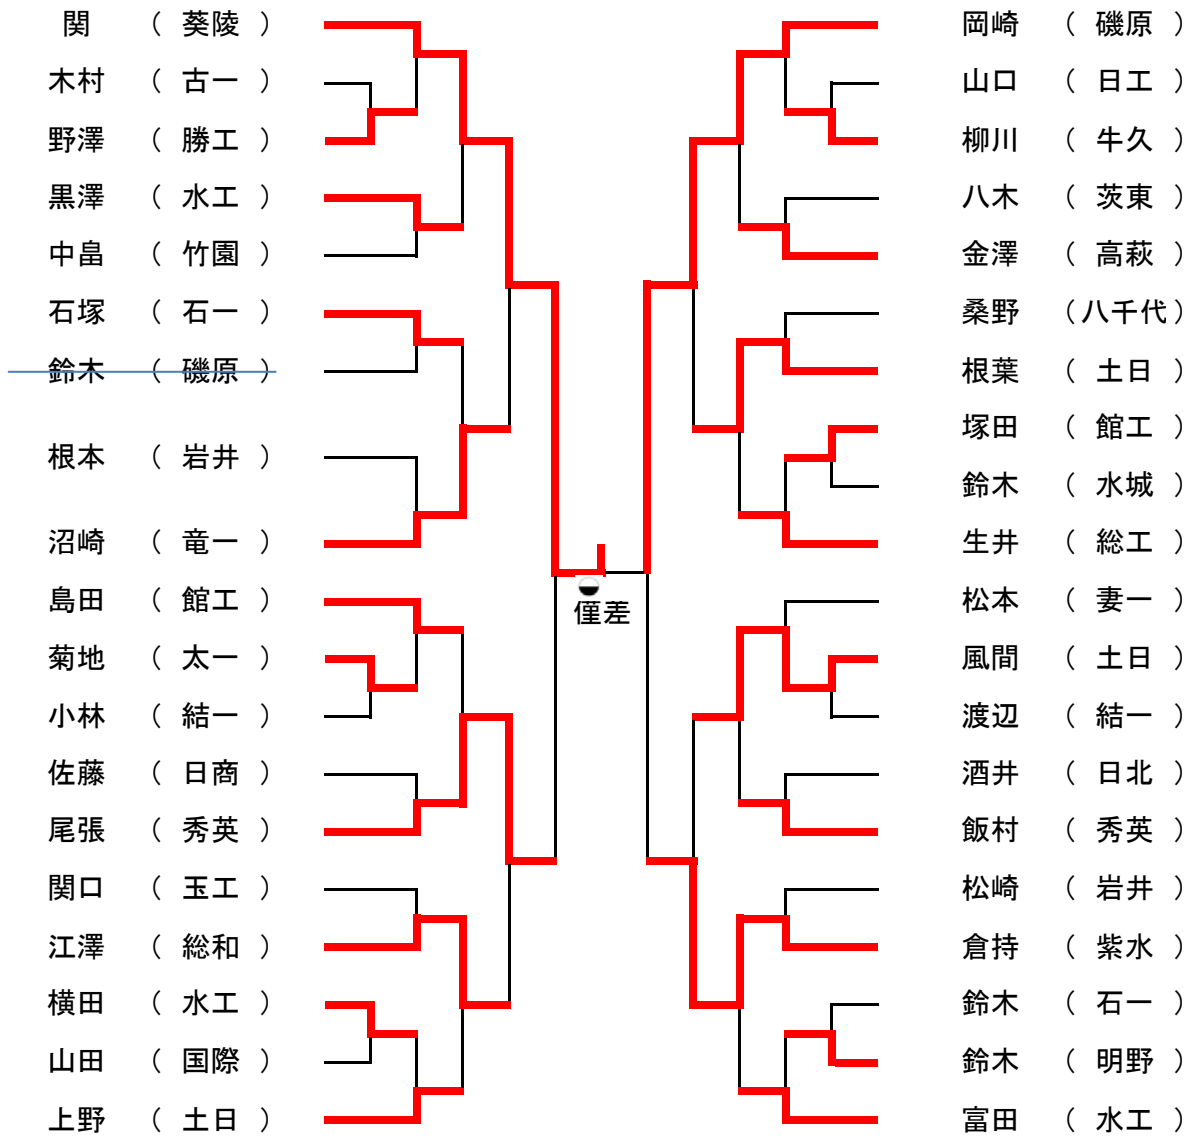 関 （ 葵陵 ）
木村 （ 古一 ）
野澤 （ 勝工 ）
黒澤 （ 水工 ）
中畠 （ 竹園 ）
石塚 （ 石一 ）
鈴木 （ 磯原 ）
根本 （ 岩井 ）
沼崎 （ 竜一 ）
島田 （ 館工 ）
菊地 （ 太一 ）
小林 （ 結一 ）
佐藤 （ 日商 ）
尾張 （ 秀英 ）
関口 （ 玉工 ）
江澤 （ 総和 ）
横田 （ 水工 ）
山田 （ 国際 ）
上野 （ 土日 ）
僅差
岡崎 （ 磯原 ）
山口 （ 日工 ）
柳川 （ 牛久 ）
八木 （ 茨東 ）
金澤 （ 高萩 ）
桑野 （八千代）
根葉 （ 土日 ）
塚田 （ 館工 ）
鈴木 （ 水城 ）
生井 （ 総工 ）
松本 （ 妻一 ）
風間 （ 土日 ）
渡辺 （ 結一 ）
酒井 （ 日北 ）
飯村 （ 秀英 ）
松崎 （ 岩井 ）
倉持 （ 紫水 ）
鈴木 （ 石一 ）
鈴木 （ 明野 ）
富田 （ 水工 ）